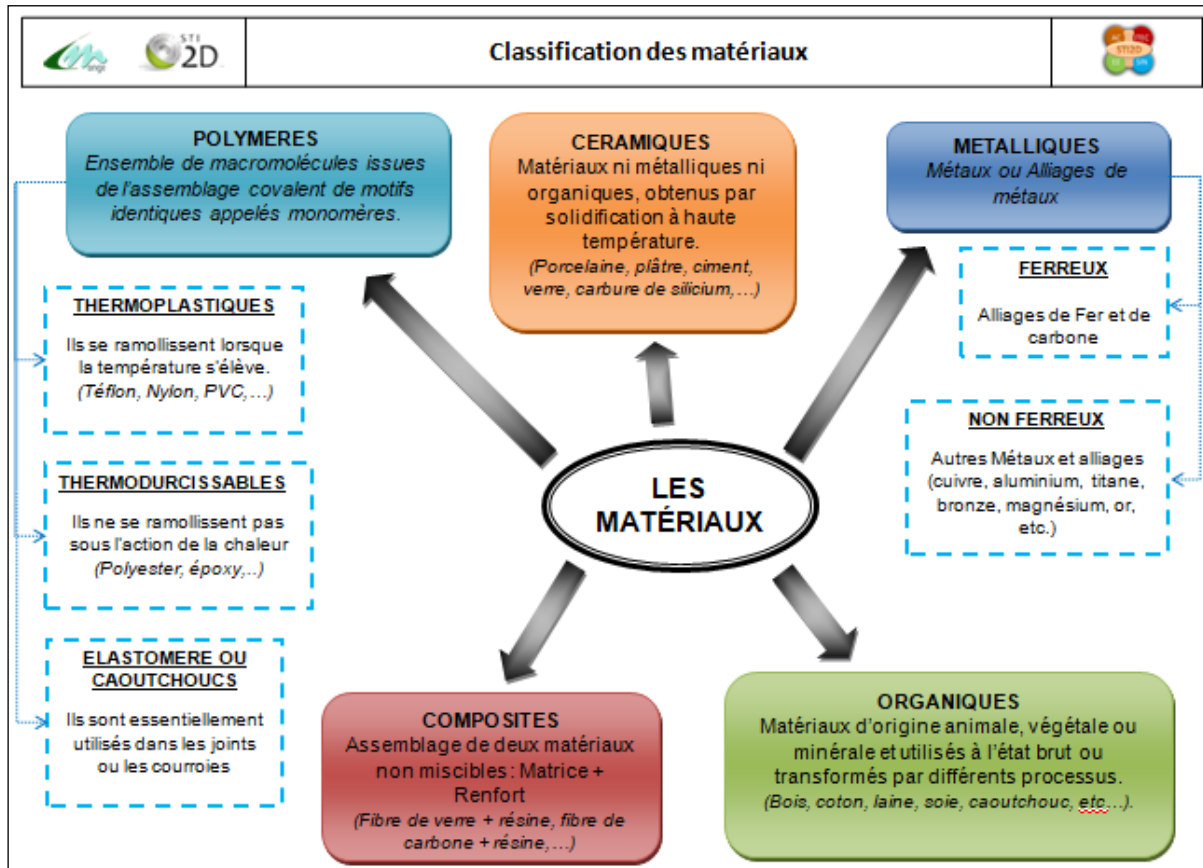 STI
2D
Classification des matériaux
STI2D
POLYMERES
Ensemble de macromolécules issues
de l'assemblage covalent de motifs
identiques appelés monomères.
CERAMIQUES
Matériaux ni métalliques ni
organiques, obtenus par
solidification à haute
température.
(Porcelaine, plâtre, ciment,
verre, carbure de silicium,…)
METALLIQUES
Métaux ou Alliages de
métaux
THERMOPLASTIQUES
Ils se ramollissent lorsque
la température s'élève.
(Téflon, Nylon, PVC,…)
THERMODURCISSABLES
Ils ne se ramollissent pas
sous l'action de la chaleur
(Polyester, époxy,..)
ELASTOMERE OU
CAOUTCHOUCS
Ils sont essentiellement
utilisés dans les joints
ou les courroies
FERREUX
Alliages de Fer et de
carbone
NON FERREUX
Autres Métaux et alliages
(cuivre, aluminium, titane,
bronze, magnésium, or,
etc.)
LES
MATÉRIAUX
COMPOSITES
Assemblage de deux matériaux
non miscibles : Matrice +
Renfort
(Fibre de verre + résine, fibre de
carbone + résine,…)
ORGANIQUES
Matériaux d'origine animale, végétale ou
minérale et utilisés à l'état brut ou
transformés par différents processus.
(Bois, coton, laine, soie, caoutchouc, etc…).